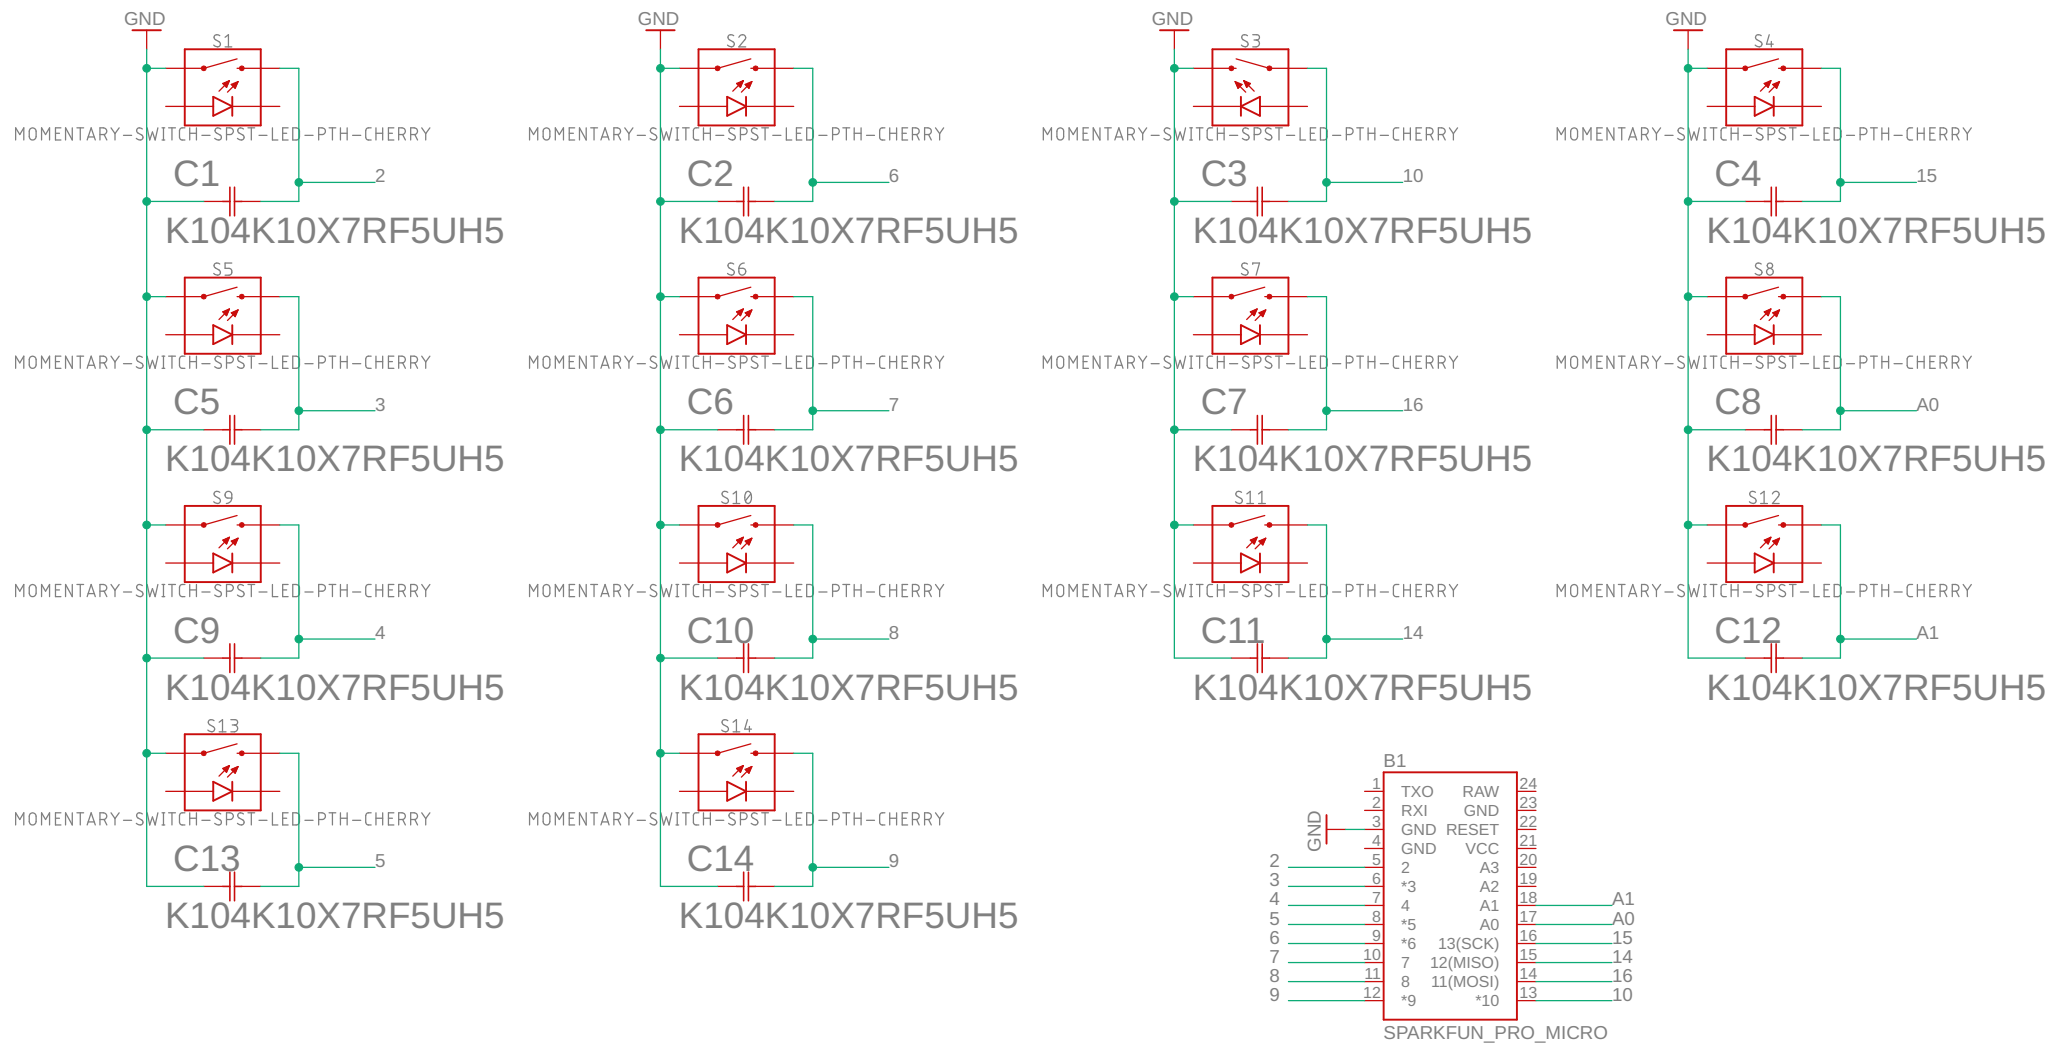 GND GND GND GND
S1 S2 S3 S4
MOMENTARY-SWITCH-SPST-LED-PTH-CHERRY MOMENTARY-SWITCH-SPST-LED-PTH-CHERRY MOMENTARY-SWITCH-SPST-LED-PTH-CHERRY MOMENTARY-SWITCH-SPST-LED-PTH-CHERRY
C1 2 C2 6 C3 10 C4 15
K104K10X7RF5UH5 K104K10X7RF5UH5 K104K10X7RF5UH5 K104K10X7RF5UH5
S5 S6 S7 S8
MOMENTARY-SWITCH-SPST-LED-PTH-CHERRY MOMENTARY-SWITCH-SPST-LED-PTH-CHERRY MOMENTARY-SWITCH-SPST-LED-PTH-CHERRY MOMENTARY-SWITCH-SPST-LED-PTH-CHERRY
C5 3 C6 7 C7 16 C8 A0
K104K10X7RF5UH5 K104K10X7RF5UH5 K104K10X7RF5UH5 K104K10X7RF5UH5
S9 S10 S11 S12
MOMENTARY-SWITCH-SPST-LED-PTH-CHERRY MOMENTARY-SWITCH-SPST-LED-PTH-CHERRY MOMENTARY-SWITCH-SPST-LED-PTH-CHERRY MOMENTARY-SWITCH-SPST-LED-PTH-CHERRY
C9 4 C10 8 C11 14 C12 A1
K104K10X7RF5UH5 K104K10X7RF5UH5 K104K10X7RF5UH5 K104K10X7RF5UH5
S13 S14
MOMENTARY-SWITCH-SPST-LED-PTH-CHERRY MOMENTARY-SWITCH-SPST-LED-PTH-CHERRY
C13 5 C14 9
K104K10X7RF5UH5 K104K10X7RF5UH5
B1
1 TXO RAW 24
2 RXI GND 23
GND 3 GND RESET 22
4 GND VCC 21
2 5 2 A3 20
3 6 *3 A2 19
4 7 4 A1 18 A1
5 8 *5 A0 17 A0
6 9 *6 13(SCK) 16 15
7 10 7 12(MISO) 15 14
8 11 8 11(MOSI) 14 16
9 12 *9 *10 13 10
SPARKFUN_PRO_MICRO